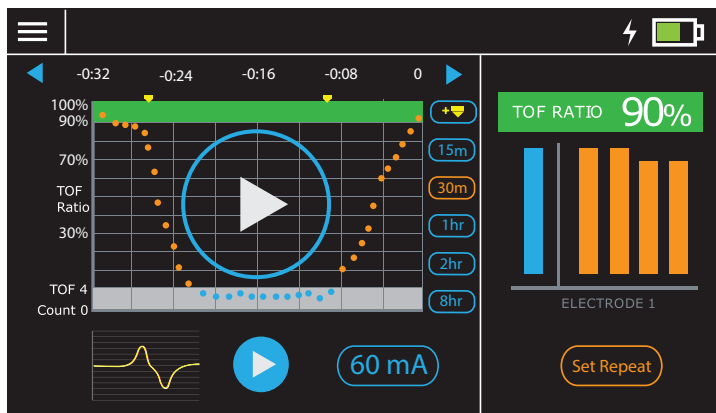 -0:32 -0:24 -0:16 -0:08 0
100%
90%
70%
TOF
Ratio
30%
TOF 4
Count 0
+
15m
30m
1hr
2hr
8hr
60 mA
TOF RATIO 90%
ELECTRODE 1
Set Repeat